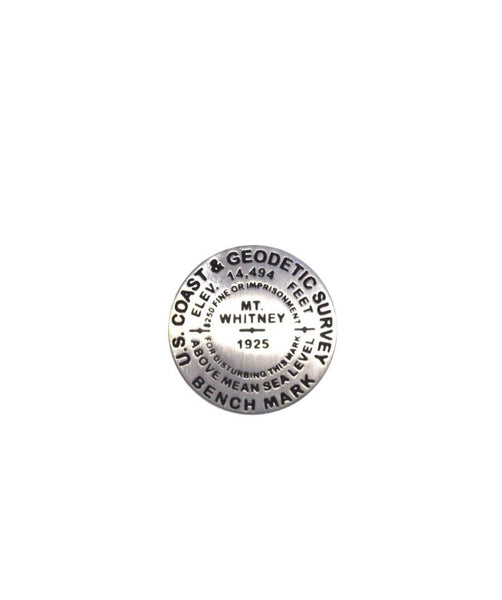 U.S. COAST & GEODETIC SURVEY
ELEV. 14,494 FEET
$250 FINE OR IMPRISONMENT
MT.
WHITNEY
1925
FOR DISTURBING THIS MARK
ABOVE MEAN SEA LEVEL
BENCH MARK